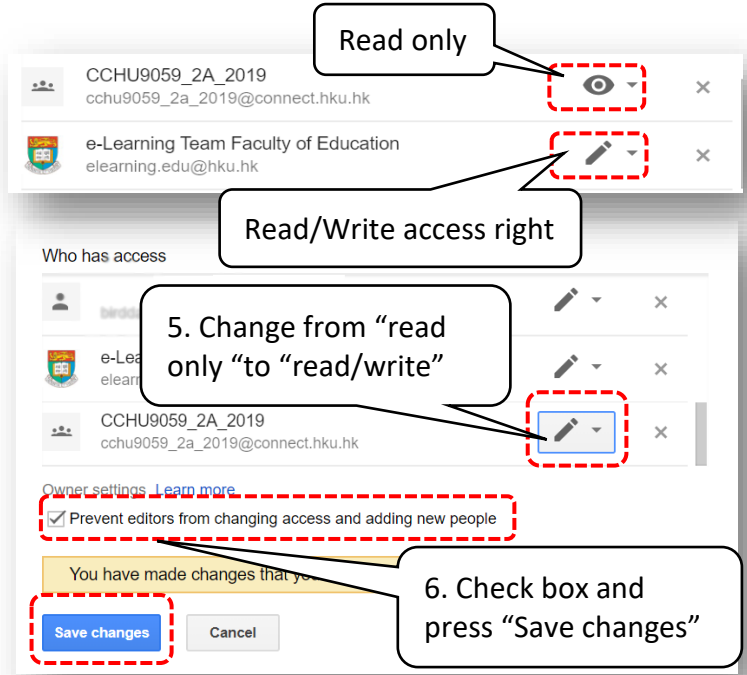 Read only
CCHU9059_2A_2019
cchu9059_2a_2019@connect.hku.hk
e-Learning Team Faculty of Education
elearning.edu@hku.hk
Read/Write access right
Who has access
5. Change from “read
only “to “read/write”
e-Lea
elearn
CCHU9059_2A_2019
cchu9059_2a_2019@connect.hku.hk
Owner settings Learn more
Prevent editors from changing access and adding new people
You have made changes that
6. Check box and
press “Save changes”
Save changes
Cancel